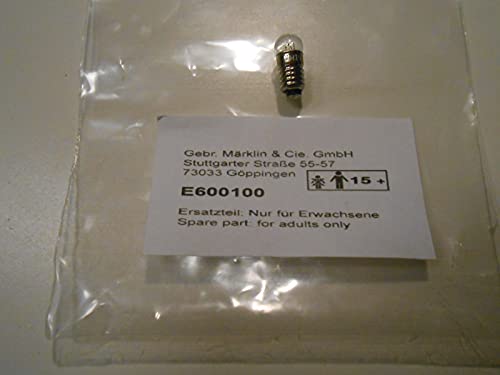 Gebr. Märklin & Cie. GmbH
Stuttgarter Straße 55-57
73033 Göppingen
15 +
E600100
Ersatzteil: Nur für Erwachsene
Spare part: for adults only